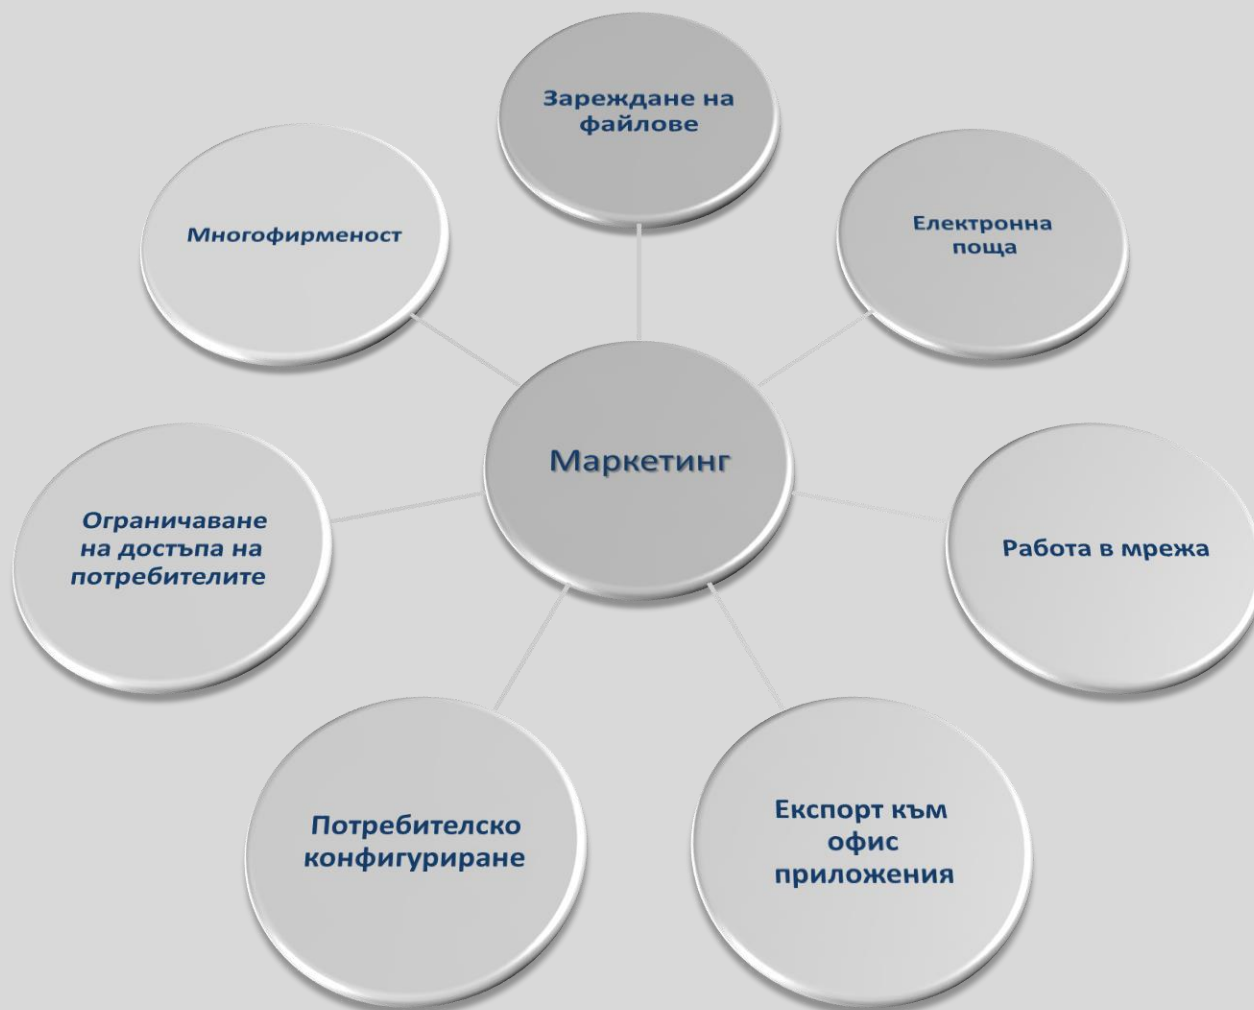 Зареждане на
файлове
Многофирменост
Електронна
поща
Маркетинг
Ограничаване
на достъпа на
потребителите
Работа в мрежа
Потребителско
конфигуриране
Експорт към
офис
приложения